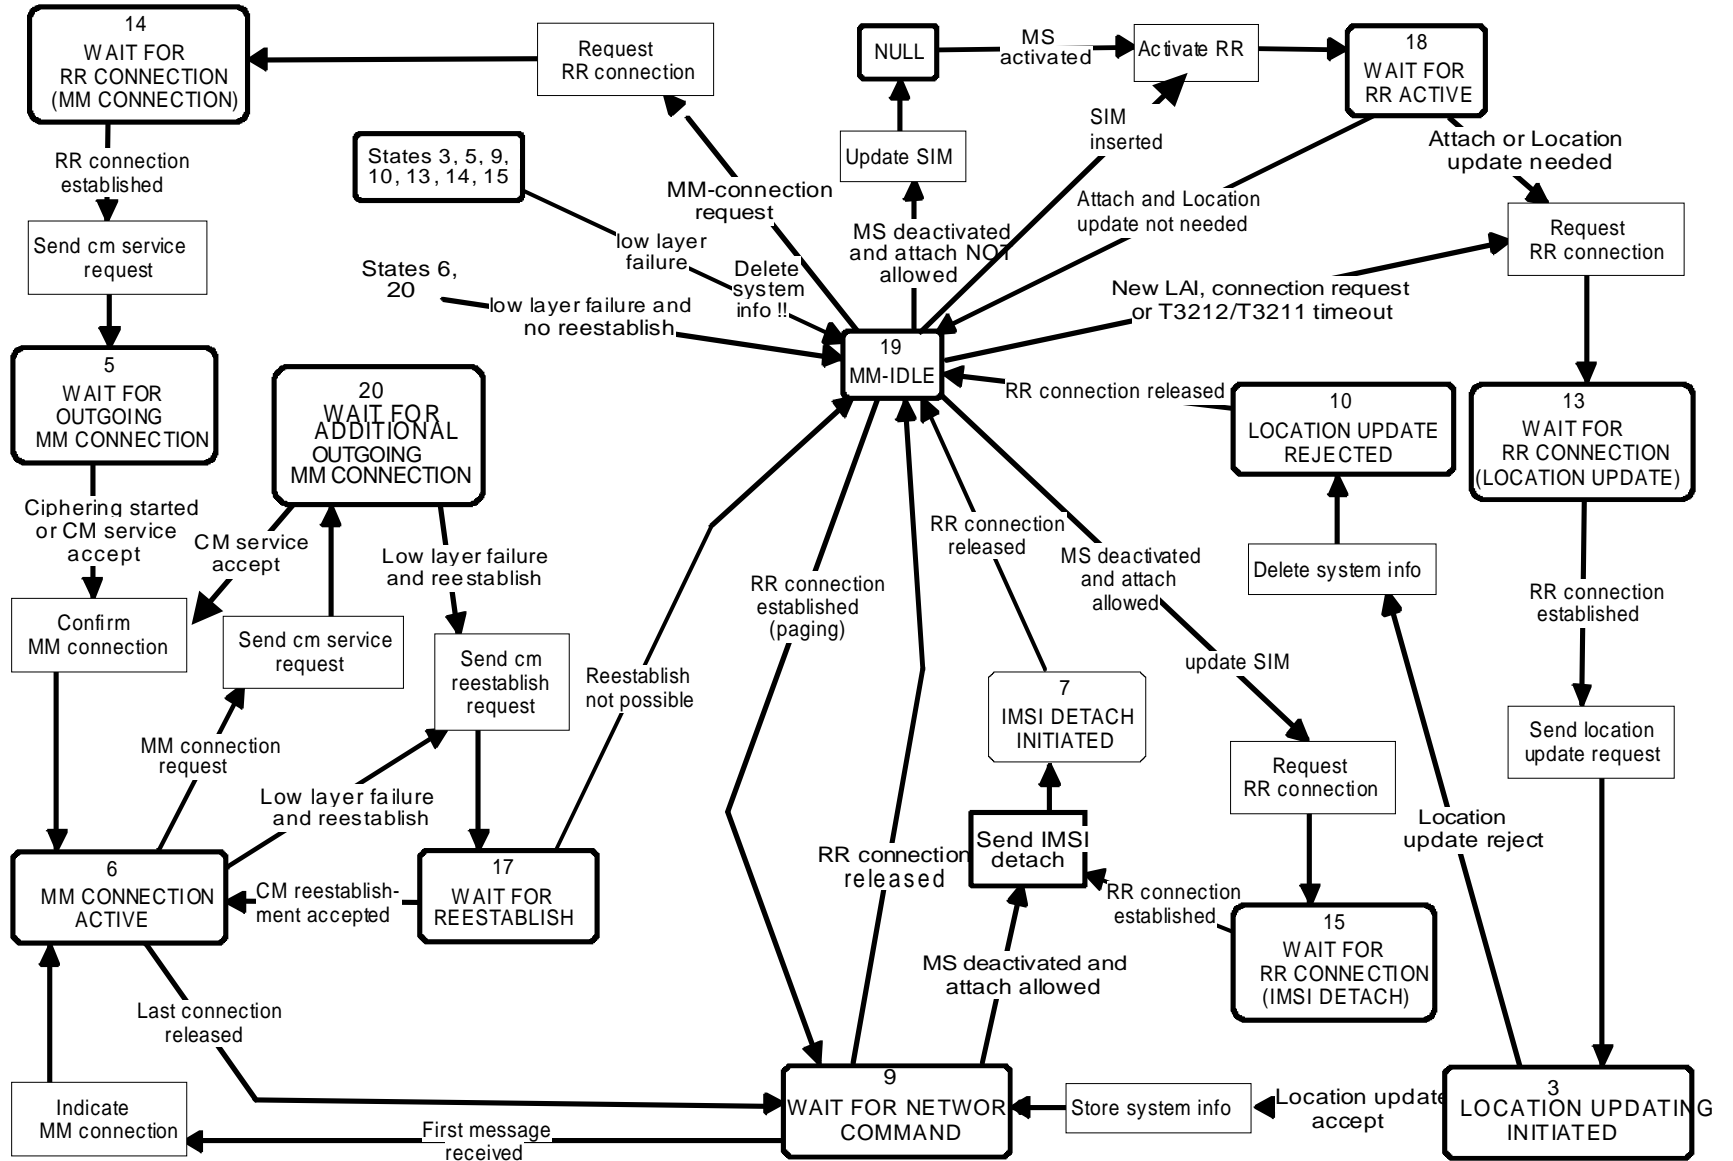 14
WAIT FOR
RR CONNECTION
(MM CONNECTION)
Request
RR connection
NULL
MS
activated
Activate RR
18
WAIT FOR
RR ACTIVE
RR connection
established
States 3, 5, 9,
10, 13, 14, 15
Update SIM
SIM
inserted
Attach or Location
update needed
MM-connection
request
Attach and Location
update not needed
Send cm service
request
low layer
failure
MS deactivated
and attach NOT
allowed
Request
RR connection
States 6,
20
Delete
system
info !!
low layer failure and
no reestablish
New LAI, connection request
or T3212/T3211 timeout
19
MM-IDLE
5
WAIT FOR
OUTGOING
MM CONNECTION
20
WAIT FOR
ADDITIONAL
OUTGOING
MM CONNECTION
RR connection released
10
LOCATION UPDATE
REJECTED
13
WAIT FOR
RR CONNECTION
(LOCATION UPDATE)
Ciphering started
or CM service
accept
CM service
accept
Low layer failure
and reestablish
RR connection
released
MS deactivated
and attach
allowed
Delete system info
RR connection
established
(paging)
RR connection
established
Confirm
MM connection
Send cm service
request
Send cm
reestablish
request
Reestablish
not possible
update SIM
7
IMSI DETACH
INITIATED
MM connection
request
Request
RR connection
Send location
update request
Low layer failure
and reestablish
Location
update reject
Send IMSI
detach
RR connection
released
6
MM CONNECTION
ACTIVE
CM reestablish-
ment accepted
17
WAIT FOR
REESTABLISH
RR connection
established
15
WAIT FOR
RR CONNECTION
(IMSI DETACH)
MS deactivated and
attach allowed
Last connection
released
Indicate
MM connection
First message
received
9
WAIT FOR NETWOR
COMMAND
Store system info
Location update
accept
3
LOCATION UPDATING
INITIATED